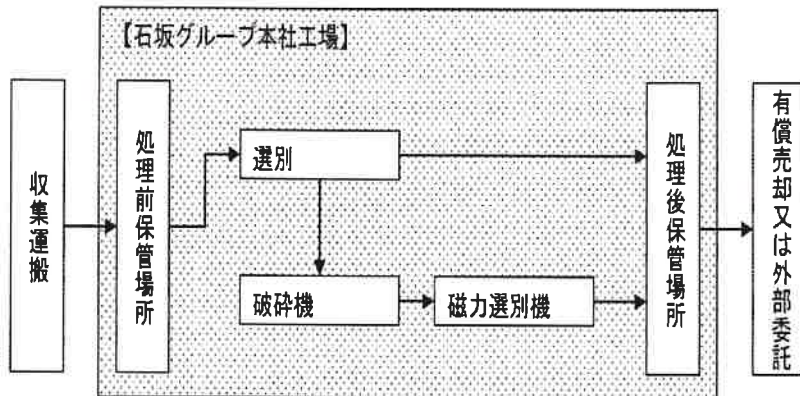 【石坂グループ本社工場】
収集運搬
処理前保管場所
選別
破砕機
磁力選別機
処理後保管場所
有償売却又は外部委託